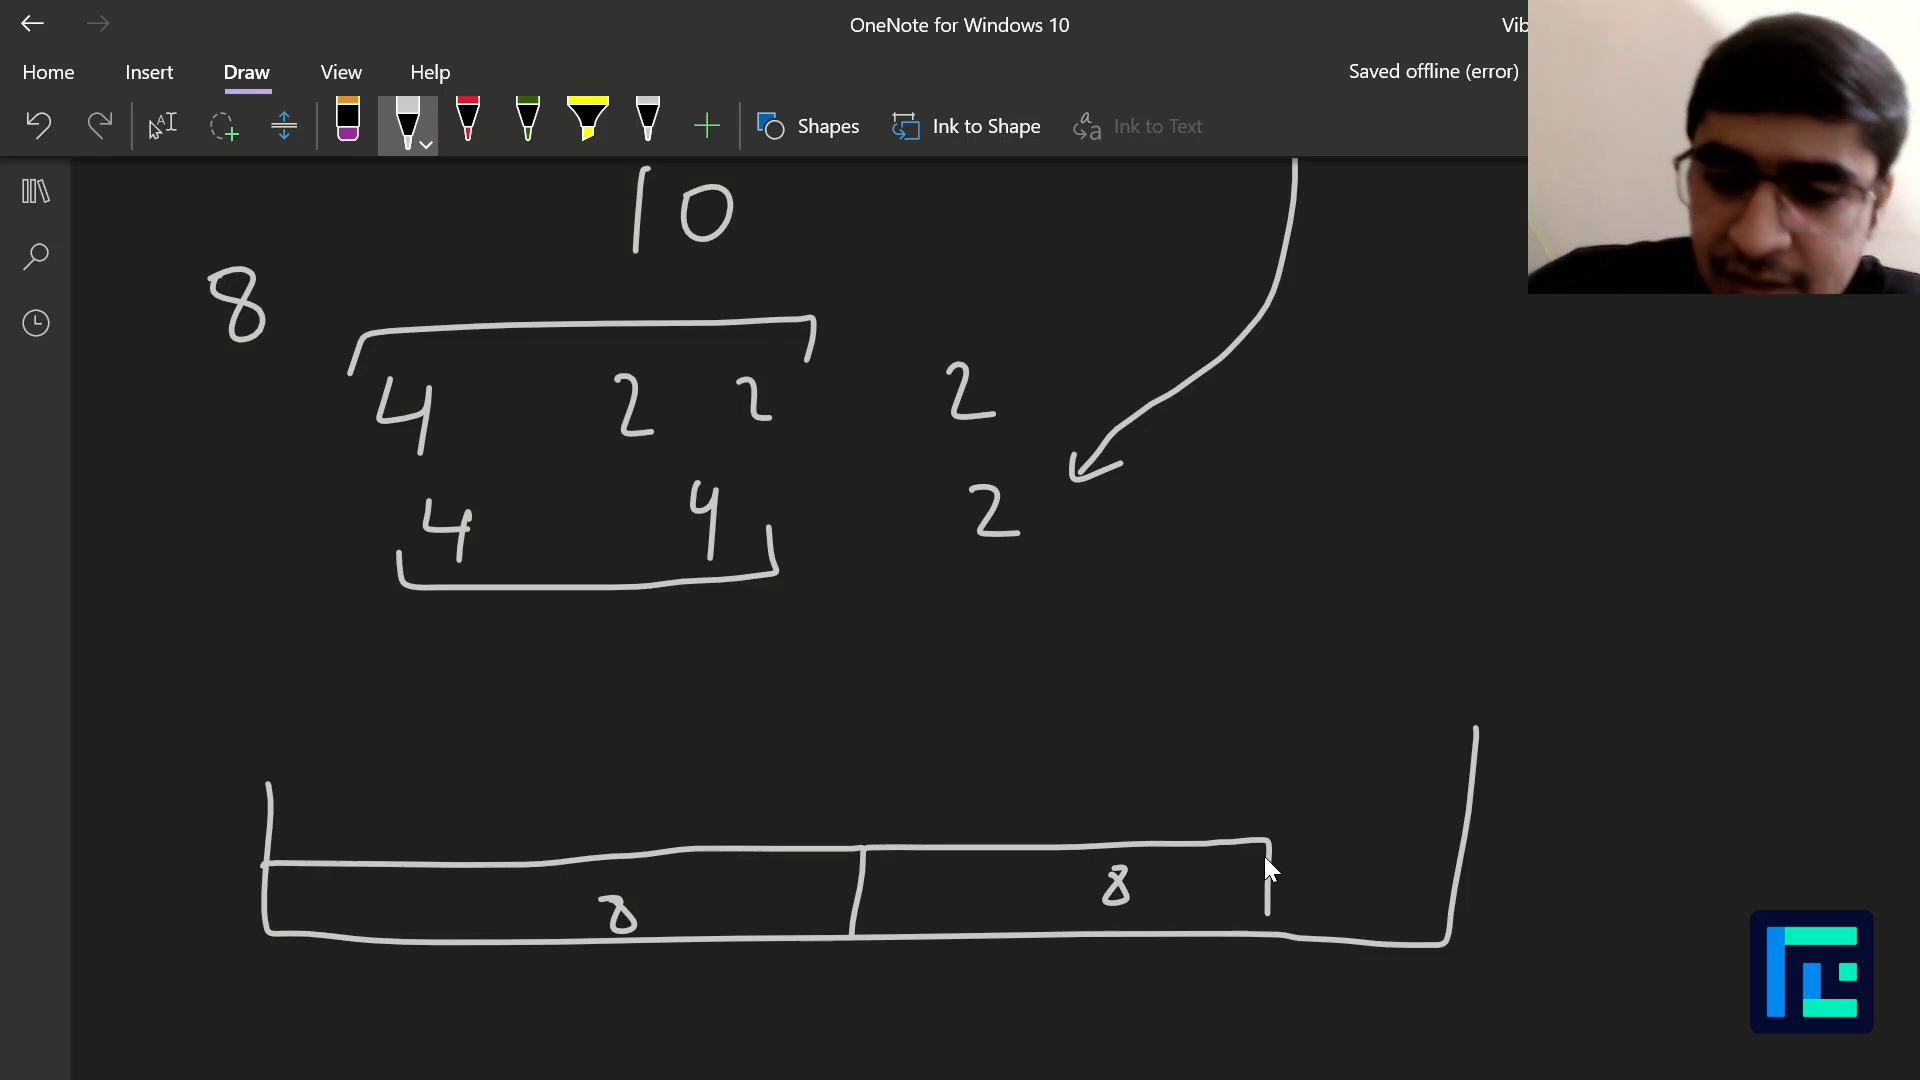 OneNote for Windows 10
Vib
Home Insert Draw View Help
Saved offline (error)
Shapes Ink to Shape Ink to Text
10
8
4 2 2 2
4 4 2
8 8